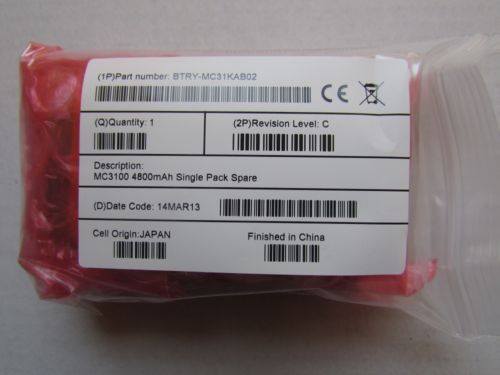 (1P)Part number: BTRY-MC31KAB02
CE
(Q)Quantity: 1
(2P)Revision Level: C
Description:
MC3100 4800mAh Single Pack Spare
(D)Date Code: 14MAR13
Cell Origin:JAPAN
Finished in China